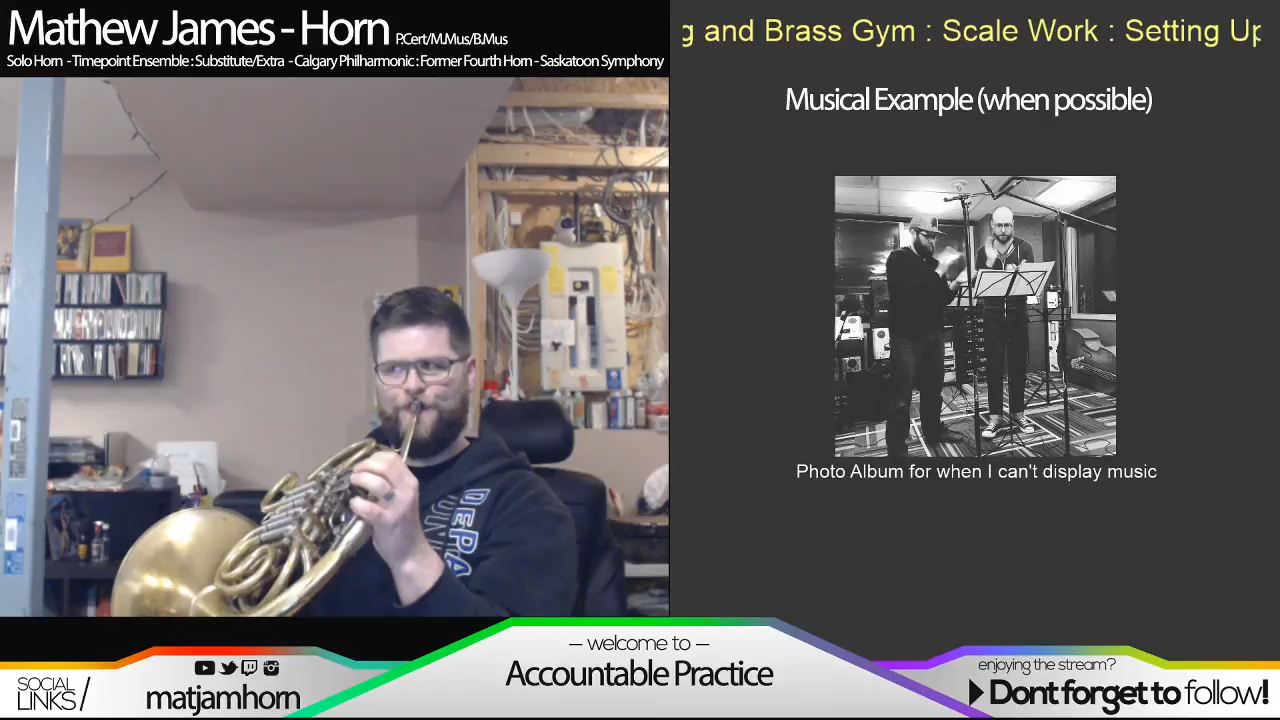 Mathew James - Horn P.Cert/M.Mus/B.Mus
Solo Horn - Timepoint Ensemble : Substitute/Extra - Calgary Philharmonic : Former Fourth Horn - Saskatoon Symphony
g and Brass Gym : Scale Work : Setting Up
Musical Example (when possible)
Photo Album for when I can't display music
DEPA
UNI
SOCIAL
LINKS /
matjamhorn
– welcome to –
Accountable Practice
enjoying the stream?
Dont forget to follow!